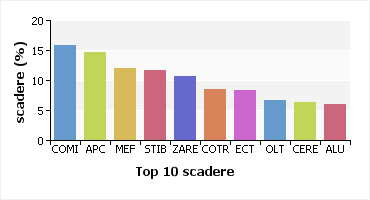 20
15
10
5
0
scadere (%)
COMI APC MEF STIB ZARE COTR ECT OLT CERE ALU
Top 10 scadere